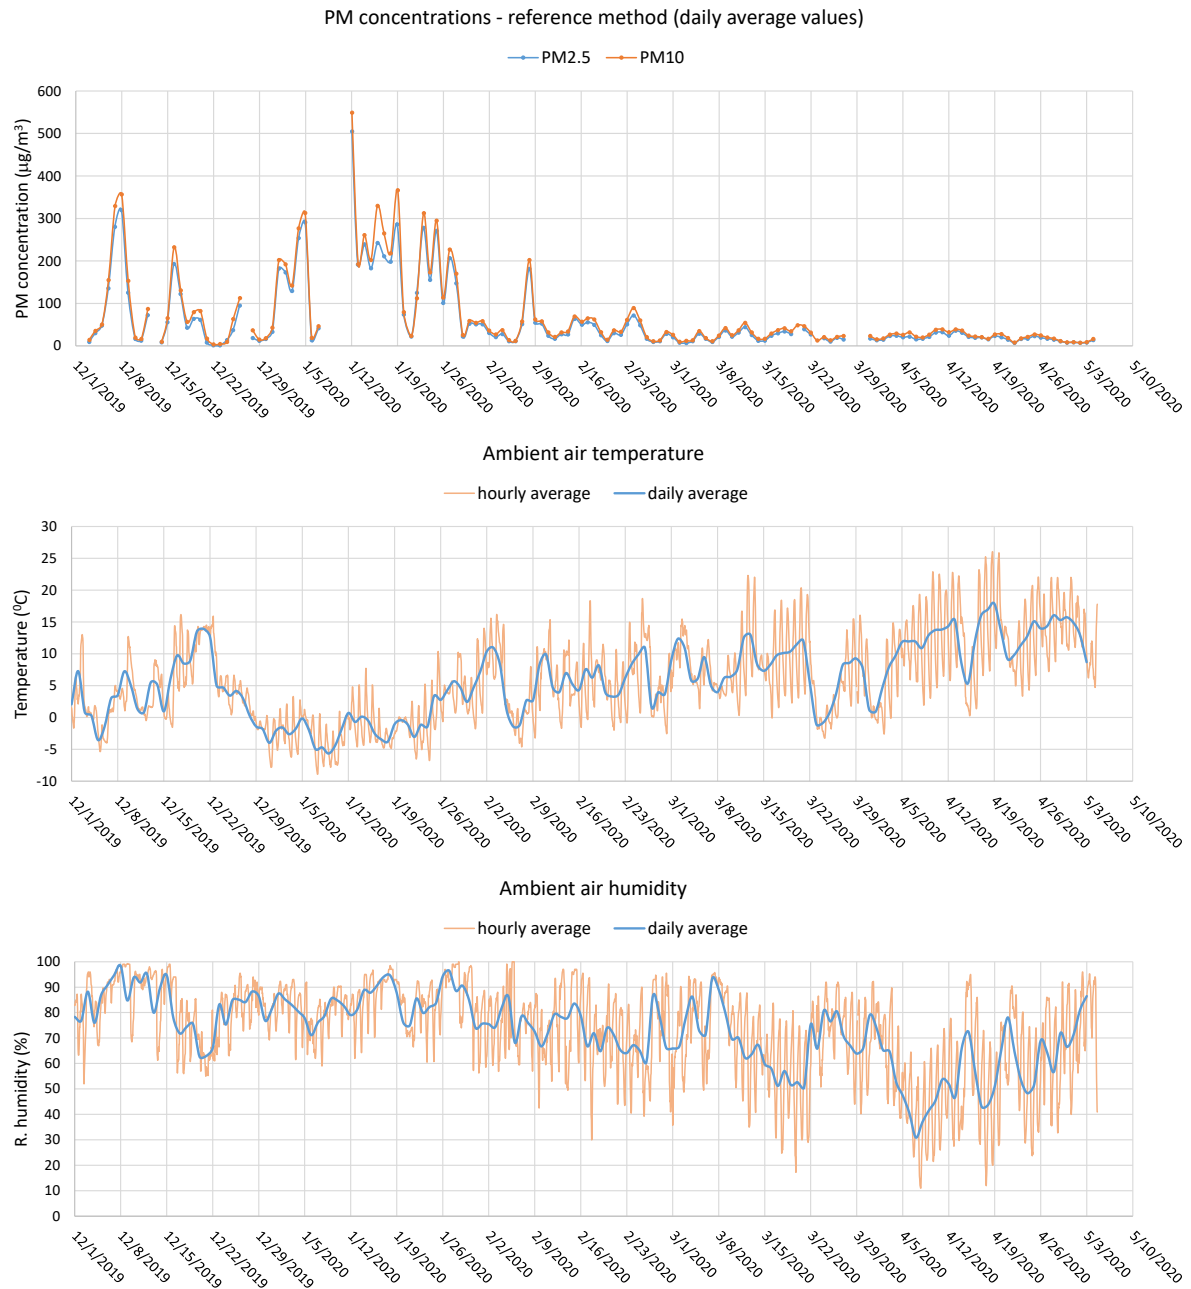 PM concentrations - reference method (daily average values)
PM2.5 PM10
PM concentration (µg/m³)
600
500
400
300
200
100
0
12/1/2019 12/8/2019 12/15/2019 12/22/2019 12/29/2019 1/5/2020 1/12/2020 1/19/2020 1/26/2020 2/2/2020 2/9/2020 2/16/2020 2/23/2020 3/1/2020 3/8/2020 3/15/2020 3/22/2020 3/29/2020 4/5/2020 4/12/2020 4/19/2020 4/26/2020 5/3/2020 5/10/2020
Ambient air temperature
hourly average daily average
Temperature (⁰C)
30
25
20
15
10
5
0
-5
-10
12/1/2019 12/8/2019 12/15/2019 12/22/2019 12/29/2019 1/5/2020 1/12/2020 1/19/2020 1/26/2020 2/2/2020 2/9/2020 2/16/2020 2/23/2020 3/1/2020 3/8/2020 3/15/2020 3/22/2020 3/29/2020 4/5/2020 4/12/2020 4/19/2020 4/26/2020 5/3/2020 5/10/2020
Ambient air humidity
hourly average daily average
R. humidity (%)
100
90
80
70
60
50
40
30
20
10
0
12/1/2019 12/8/2019 12/15/2019 12/22/2019 12/29/2019 1/5/2020 1/12/2020 1/19/2020 1/26/2020 2/2/2020 2/9/2020 2/16/2020 2/23/2020 3/1/2020 3/8/2020 3/15/2020 3/22/2020 3/29/2020 4/5/2020 4/12/2020 4/19/2020 4/26/2020 5/3/2020 5/10/2020